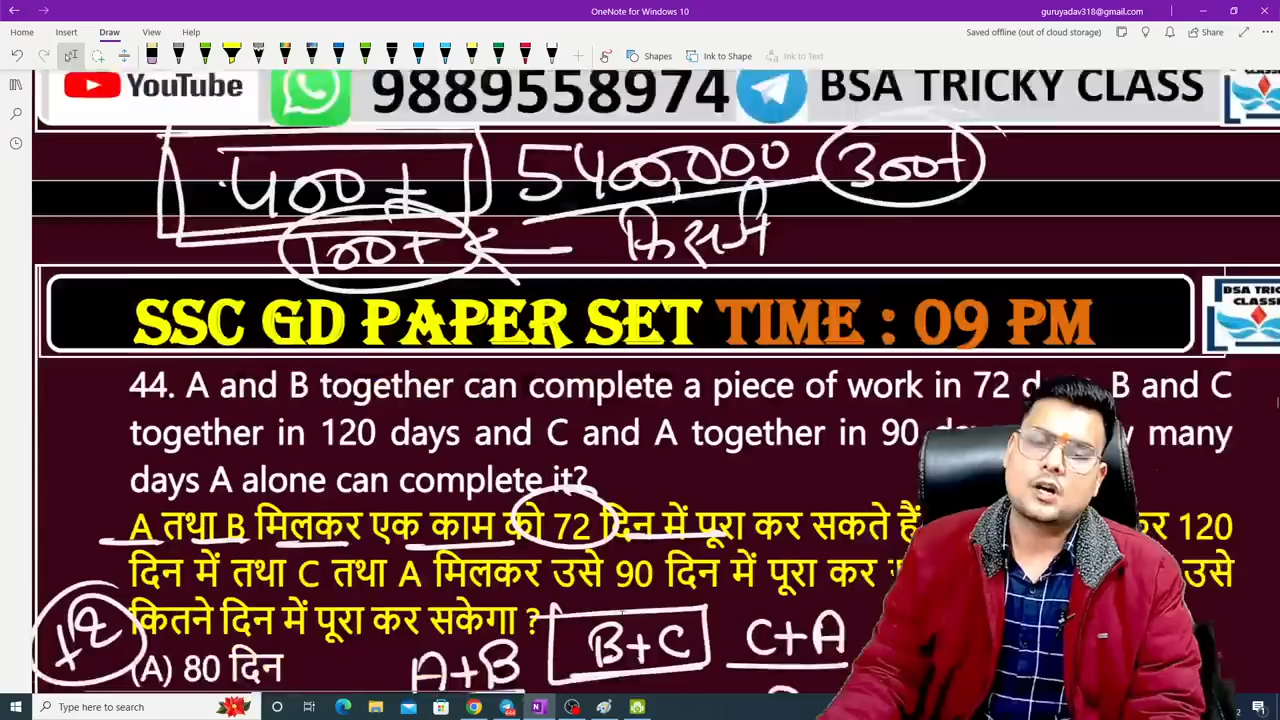 OneNote for Windows 10
guruyadav318@gmail.com
Home Insert Draw View Help
Saved offline (out of cloud storage)
Share
Shapes
Ink to Shape
Ink to Text
YouTube 9889558974 BSA TRICKY CLASS
400+ 5400,000 300+
100+
SSC GD PAPER SET TIME : 09 PM
BSA TRIC
CLASSE
44. A and B together can complete a piece of work in 72 B and C
together in 120 days and C and A together in 90 many
days A alone can complete it?
A तथा B मिलकर एक काम को 72 दिन में पूरा कर सकते हैं 120
दिन में तथा C तथा A मिलकर उसे 90 दिन में पूरा कर उसे
कितने दिन में पूरा कर सकेगा ?
B+C C+A
(A) 80 दिन
A+B
Type here to search